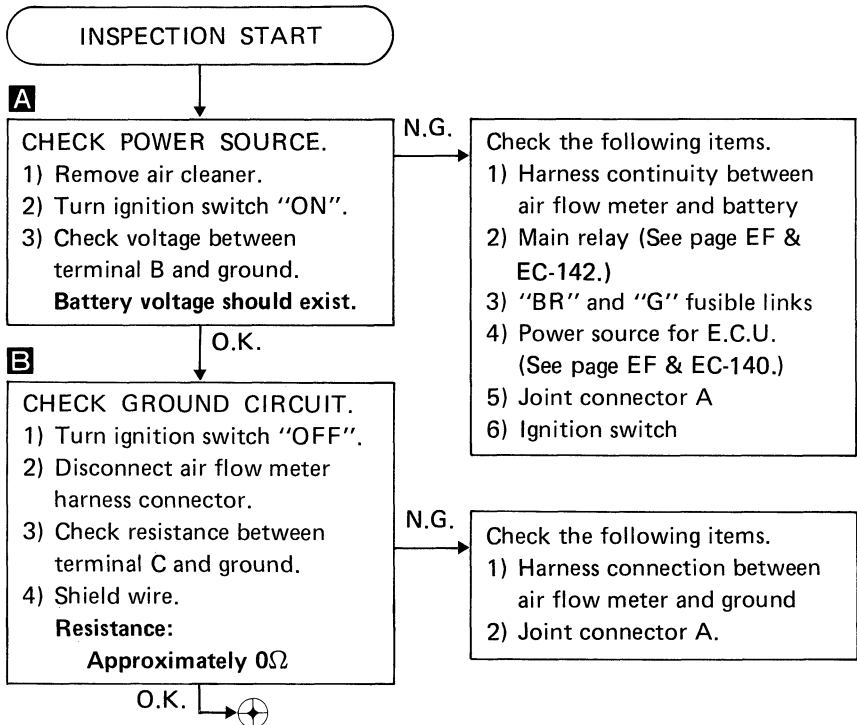 INSPECTION START
A
CHECK POWER SOURCE.
1) Remove air cleaner.
2) Turn ignition switch "ON".
3) Check voltage between
terminal B and ground.
Battery voltage should exist.
N.G.
Check the following items.
1) Harness continuity between
air flow meter and battery
2) Main relay (See page EF &
EC-142.)
3) "BR" and "G" fusible links
4) Power source for E.C.U.
(See page EF & EC-140.)
5) Joint connector A
6) Ignition switch
O.K.
B
CHECK GROUND CIRCUIT.
1) Turn ignition switch "OFF".
2) Disconnect air flow meter
harness connector.
3) Check resistance between
terminal C and ground.
4) Shield wire.
Resistance:
Approximately 0Ω
N.G.
Check the following items.
1) Harness connection between
air flow meter and ground
2) Joint connector A.
O.K.